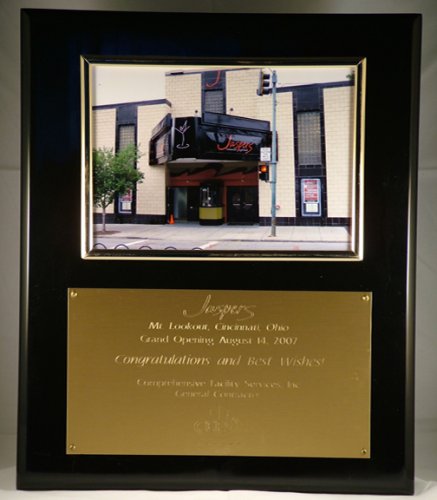 Jaspers
Jaspers
Mt. Lookout, Cincinnati, Ohio
Grand Opening August 14, 2007
Congratulations and Best Wishes!
Comprehensive Facility Services, Inc.
General Contractor